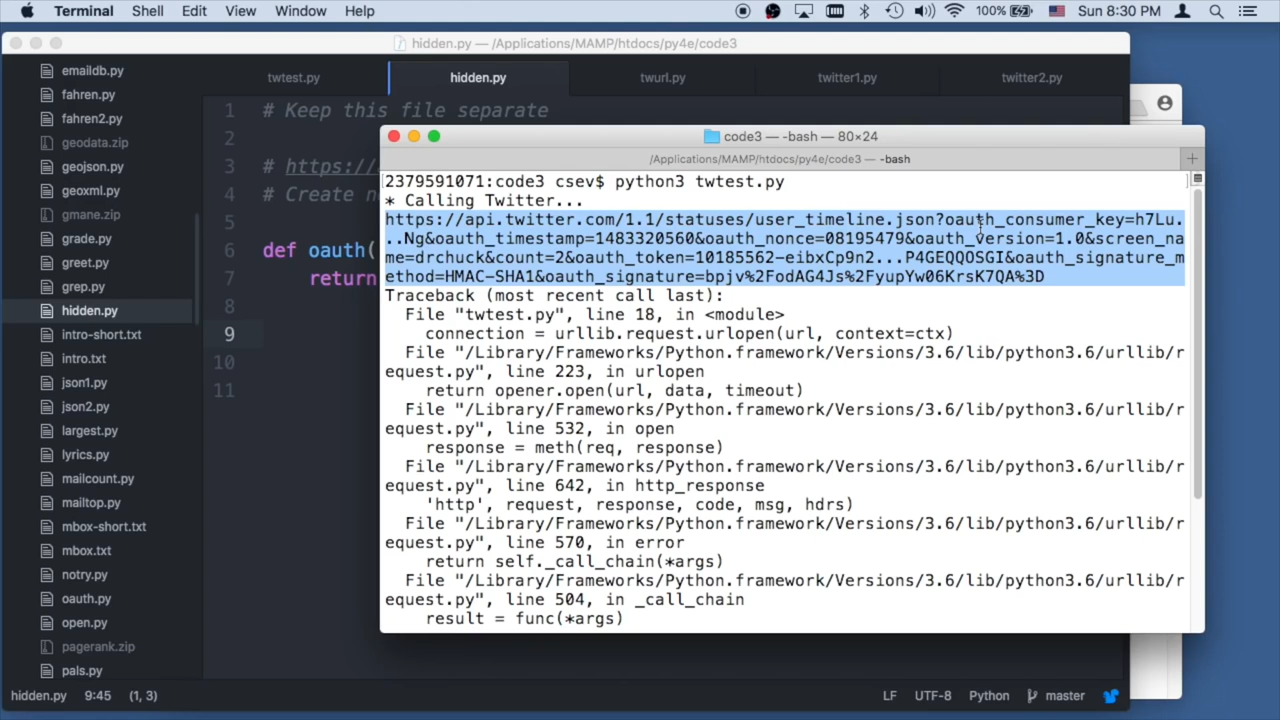 Terminal Shell Edit View Window Help 100% Sun 8:30 PM
hidden.py — /Applications/MAMP/htdocs/py4e/code3
twtest.py hidden.py twurl.py twitter1.py twitter2.py
emaildb.py
fahren.py
fahren2.py
geodata.zip
geojson.py
geoxml.py
gmane.zip
grade.py
greet.py
grep.py
hidden.py
intro-short.txt
intro.txt
json1.py
json2.py
largest.py
lyrics.py
mailcount.py
mailtop.py
mbox-short.txt
mbox.txt
notry.py
oauth.py
open.py
pagerank.zip
pals.py
1 # Keep this file separate
2
3 # https://
4 # Create n
5
6 def oauth(
7 return
8
9
10
11
code3 — -bash — 80×24
/Applications/MAMP/htdocs/py4e/code3 — -bash
2379591071:code3 csev$ python3 twtest.py
* Calling Twitter...
https://api.twitter.com/1.1/statuses/user_timeline.json?oauth_consumer_key=h7Lu.
..Ng&oauth_timestamp=1483320560&oauth_nonce=08195479&oauth_version=1.0&screen_na
me=drchuck&count=2&oauth_token=10185562-eibxCp9n2...P4GEQQOSGI&oauth_signature_m
ethod=HMAC-SHA1&oauth_signature=bpjv%2FodAG4Js%2FyupYw06KrsK7QA%3D
Traceback (most recent call last):
File "twtest.py", line 18, in <module>
connection = urllib.request.urlopen(url, context=ctx)
File "/Library/Frameworks/Python.framework/Versions/3.6/lib/python3.6/urllib/r
equest.py", line 223, in urlopen
return opener.open(url, data, timeout)
File "/Library/Frameworks/Python.framework/Versions/3.6/lib/python3.6/urllib/r
equest.py", line 532, in open
response = meth(req, response)
File "/Library/Frameworks/Python.framework/Versions/3.6/lib/python3.6/urllib/r
equest.py", line 642, in http_response
'http', request, response, code, msg, hdrs)
File "/Library/Frameworks/Python.framework/Versions/3.6/lib/python3.6/urllib/r
equest.py", line 570, in error
return self._call_chain(*args)
File "/Library/Frameworks/Python.framework/Versions/3.6/lib/python3.6/urllib/r
equest.py", line 504, in _call_chain
result = func(*args)
hidden.py 9:45 (1, 3) LF UTF-8 Python master